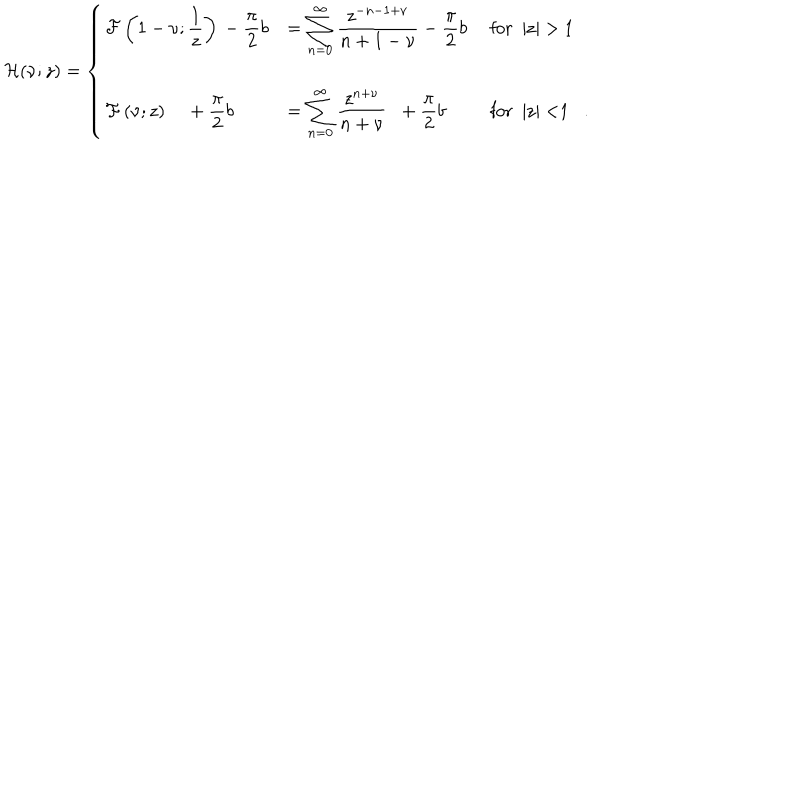 \mathcal{H}(\nu; z) = \begin{cases} \mathcal{F}\left(1 - \nu; \frac{1}{z}\right) - \frac{\pi}{2} b & = \sum_{n=0}^{\infty} \frac{z^{-n-1+\nu}}{n+1-\nu} - \frac{\pi}{2} b & \text{for } |z| > 1 \\ \mathcal{F}(\nu; z) + \frac{\pi}{2} b & = \sum_{n=0}^{\infty} \frac{z^{n+\nu}}{n+\nu} + \frac{\pi}{2} b & \text{for } |z| < 1 \end{cases} .